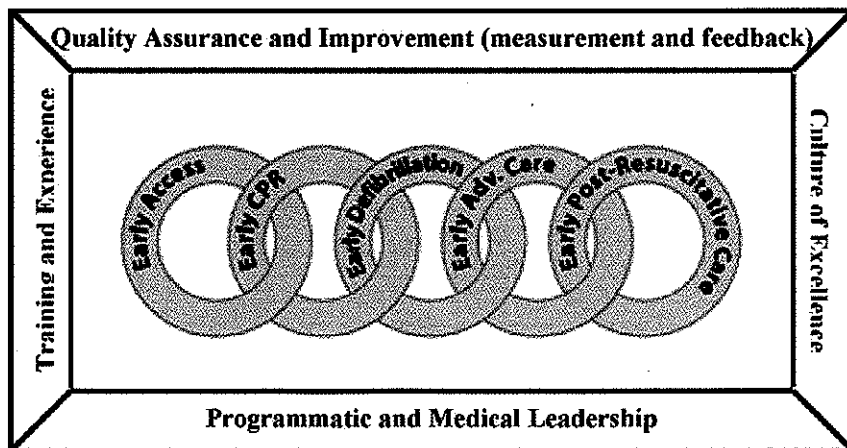 Quality Assurance and Improvement (measurement and feedback)
Training and Experience
Early Access
Early CPR
Early Defibrillation
Early Adv. Care
Early Post-Resuscitative Care
Culture of Excellence
Programmatic and Medical Leadership